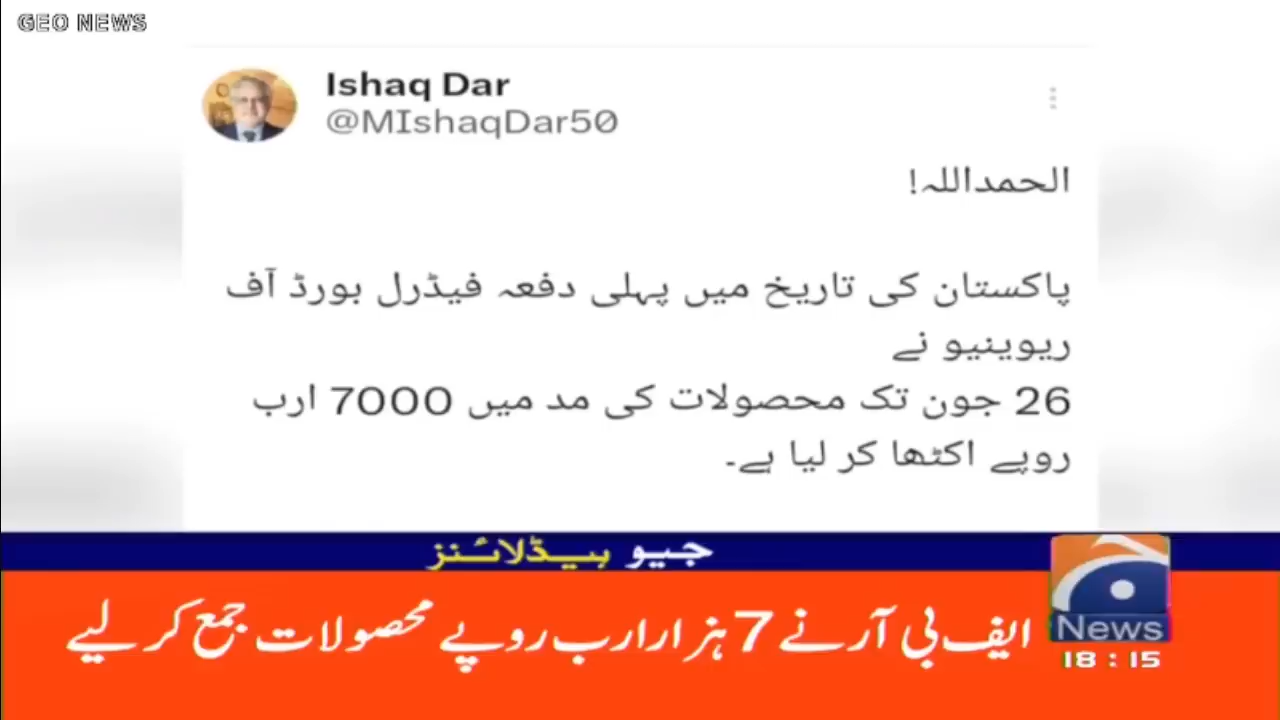 GEO NEWS
Ishaq Dar
@MIshaqDar50
الحمداللہ!
پاکستان کی تاریخ میں پہلی دفعہ فیڈرل بورڈ آف
ریوینیو نے
26 جون تک محصولات کی مد میں 7000 ارب
روپے اکٹھا کر لیا ہے۔
جیو ہیڈلائنز
ایف بی آر نے 7 ہزار ارب روپے محصولات جمع کر لیے
News
18:15